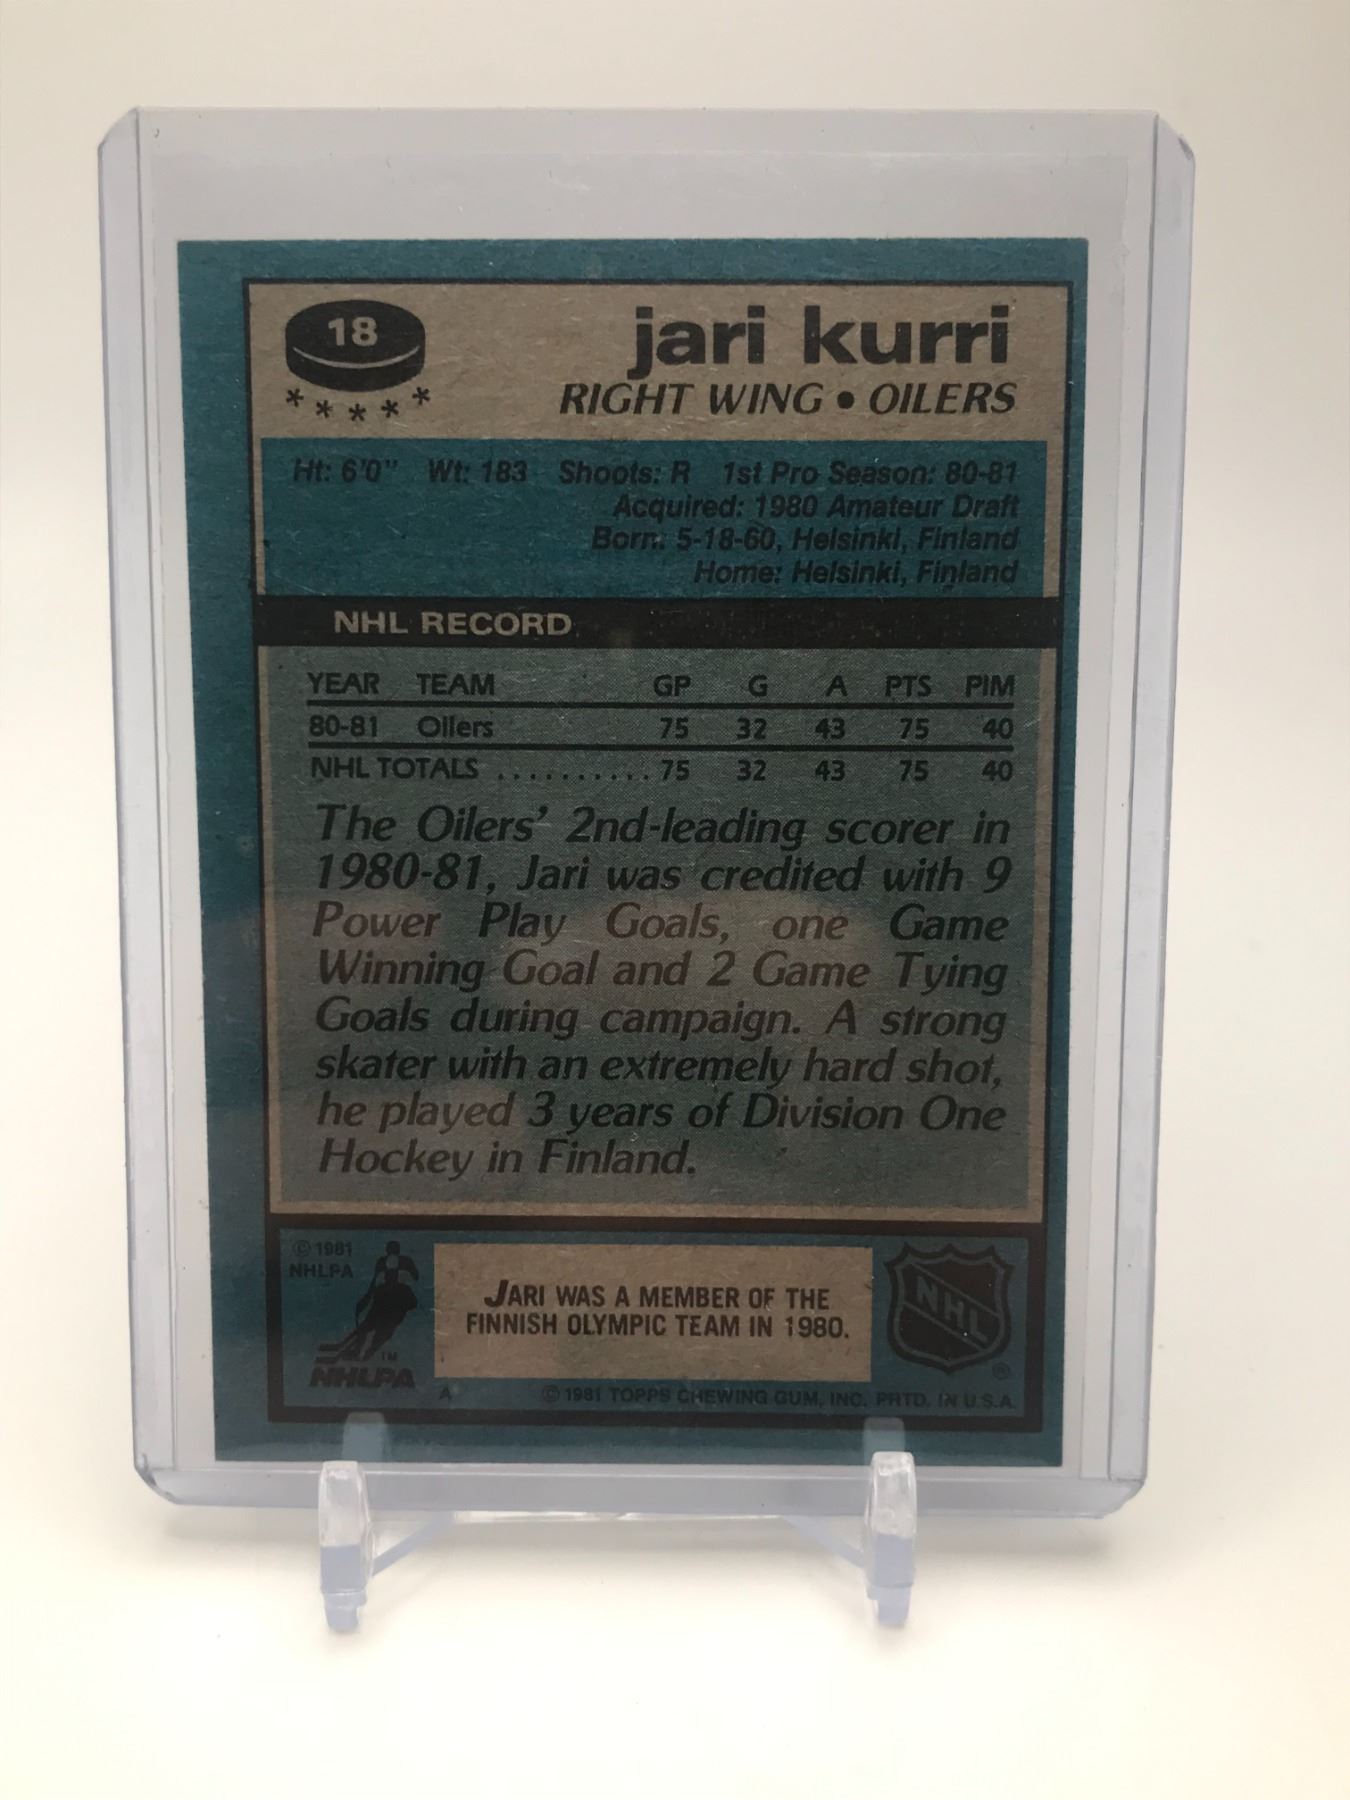 18
* * * * *
jari kurri
RIGHT WING • OILERS
Ht: 6'0" Wt: 183 Shoots: R 1st Pro Season: 80-81
Acquired: 1980 Amateur Draft
Born: 5-18-60, Helsinki, Finland
Home: Helsinki, Finland
NHL RECORD
YEAR TEAM GP G A PTS PIM
80-81 Oilers 75 32 43 75 40
NHL TOTALS .......... 75 32 43 75 40
The Oilers' 2nd-leading scorer in
1980-81, Jari was credited with 9
Power Play Goals, one Game
Winning Goal and 2 Game Tying
Goals during campaign. A strong
skater with an extremely hard shot,
he played 3 years of Division One
Hockey in Finland.
© 1981
NHLPA
TM
NHLPA
JARI WAS A MEMBER OF THE
FINNISH OLYMPIC TEAM IN 1980.
NHL
®
A © 1981 TOPPS CHEWING GUM, INC. PRTD. IN U.S.A.